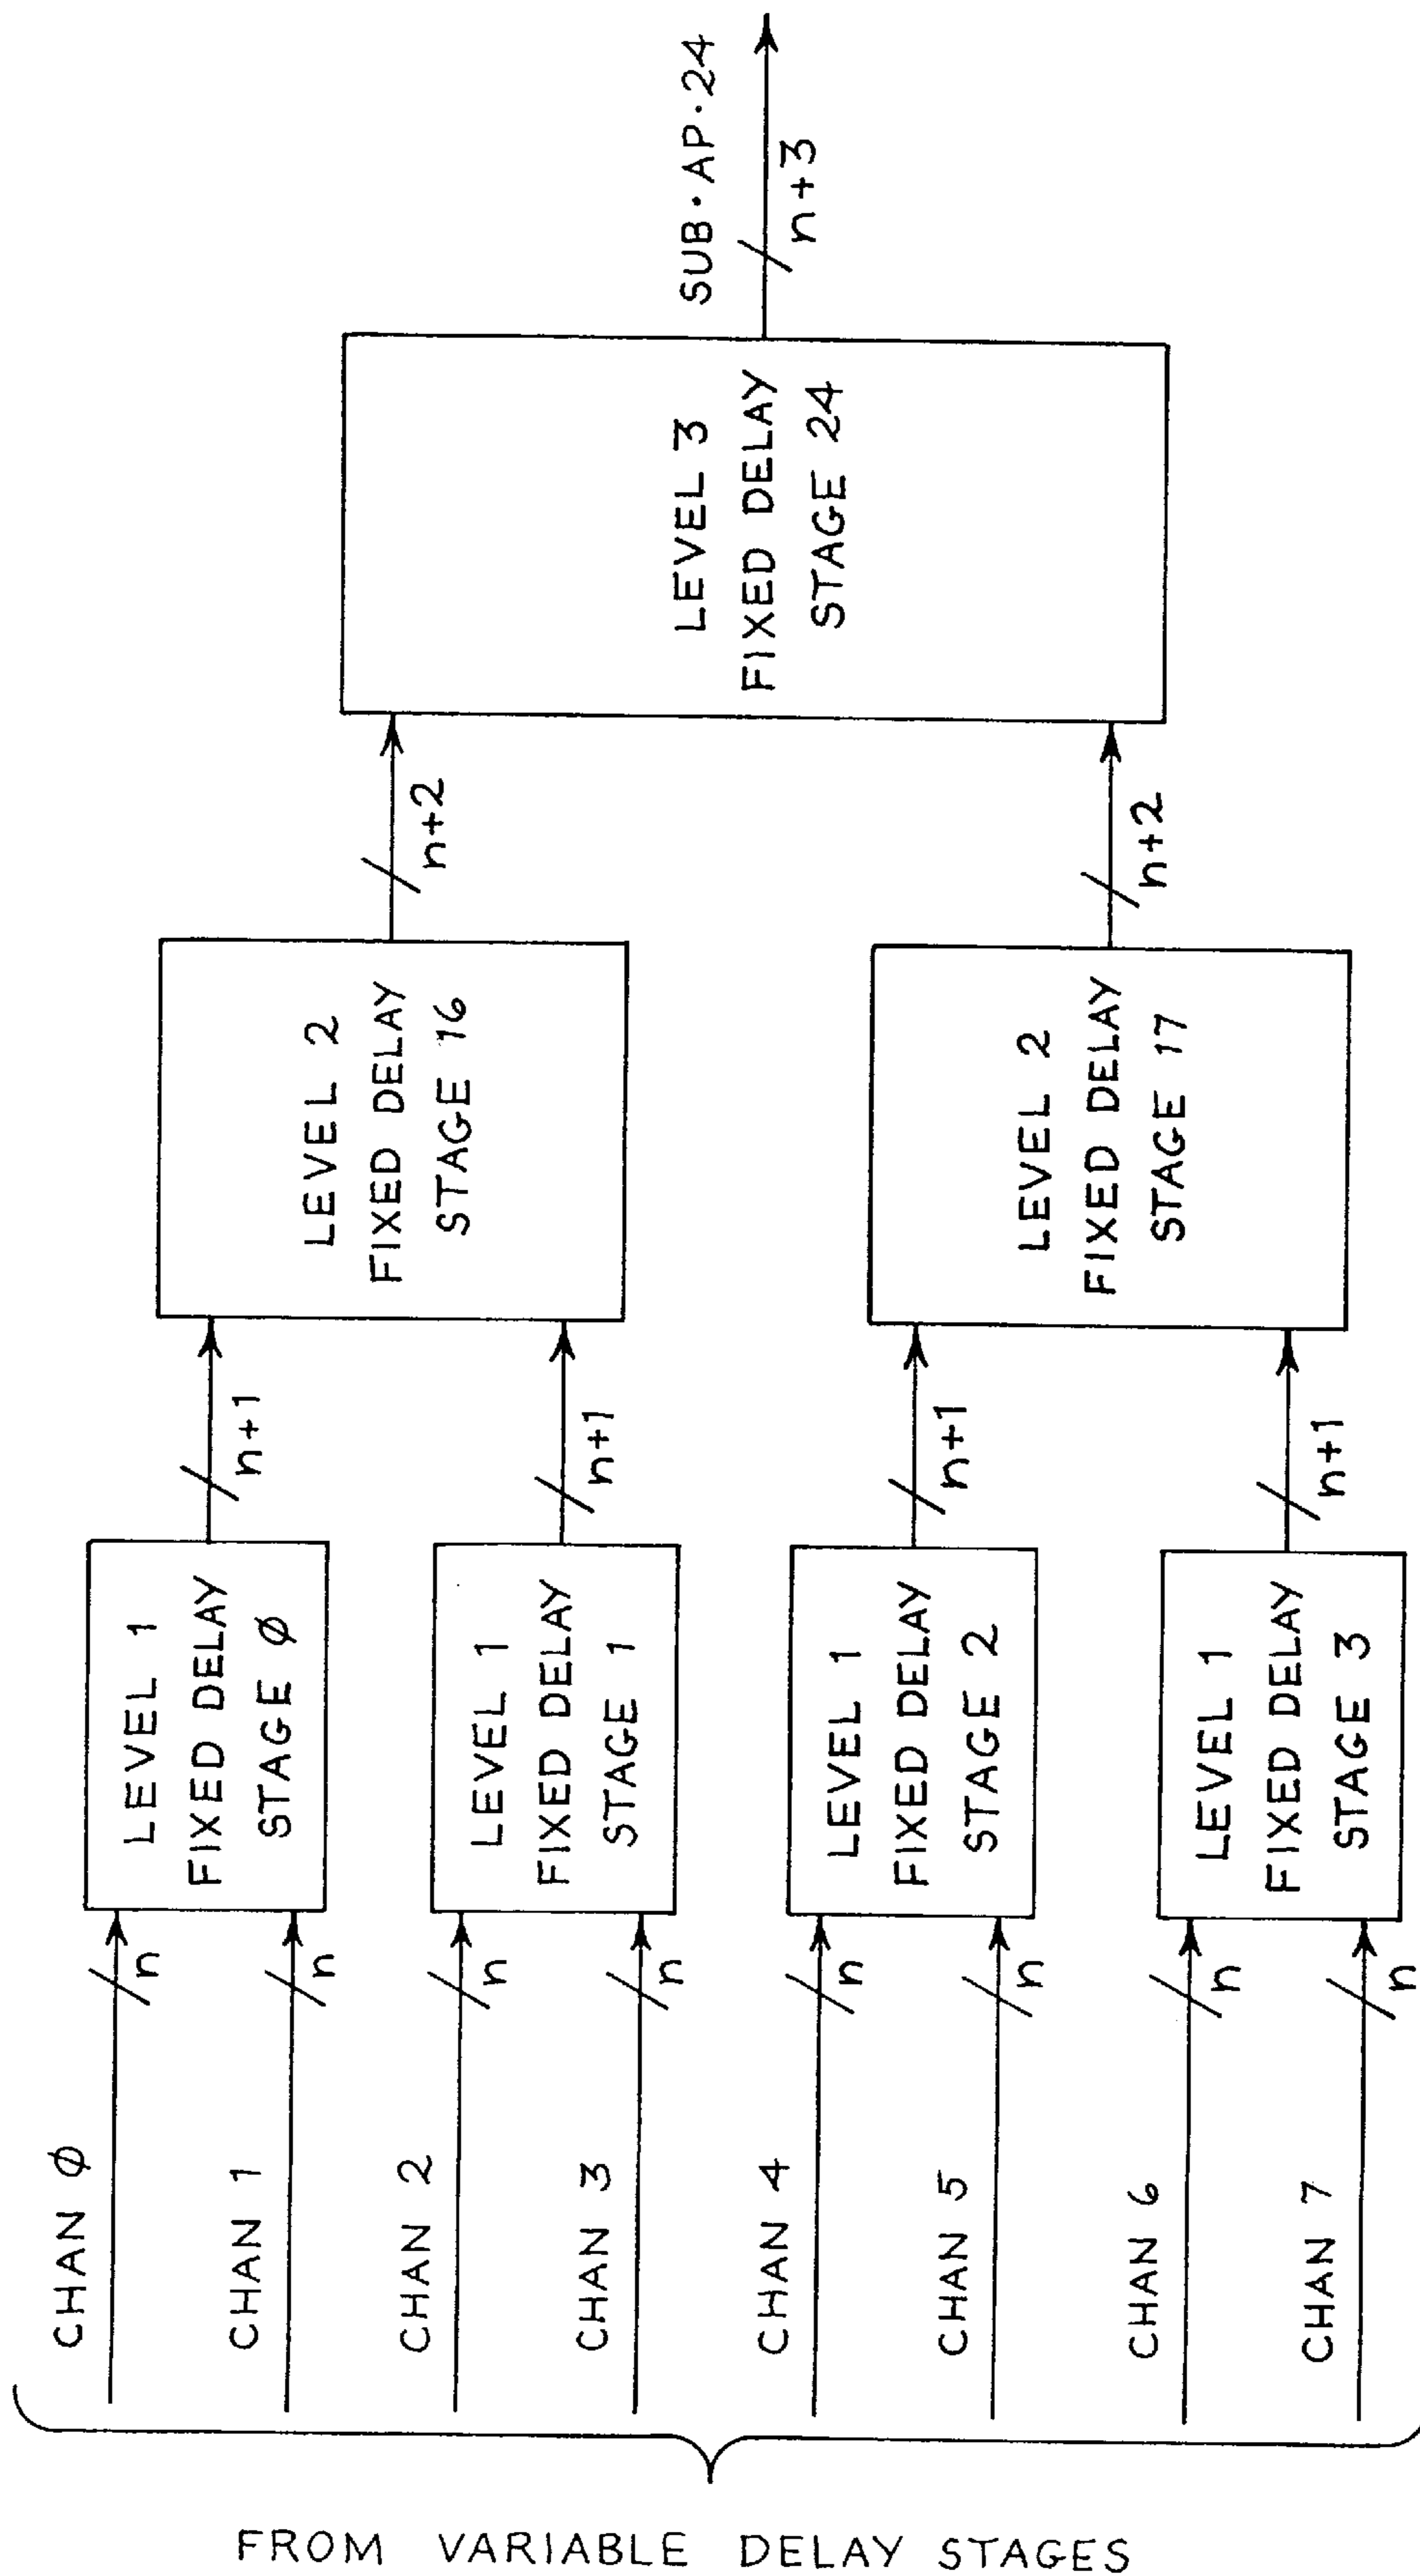 CHAN Ø
n
CHAN 1
n
CHAN 2
n
CHAN 3
n
CHAN 4
n
CHAN 5
n
CHAN 6
n
CHAN 7
n
LEVEL 1
FIXED DELAY
STAGE Ø
n+1
LEVEL 1
FIXED DELAY
STAGE 1
n+1
LEVEL 1
FIXED DELAY
STAGE 2
n+1
LEVEL 1
FIXED DELAY
STAGE 3
n+1
LEVEL 2
FIXED DELAY
STAGE 16
n+2
LEVEL 2
FIXED DELAY
STAGE 17
n+2
LEVEL 3
FIXED DELAY
STAGE 24
SUB·AP·24
n+3
FROM VARIABLE DELAY STAGES